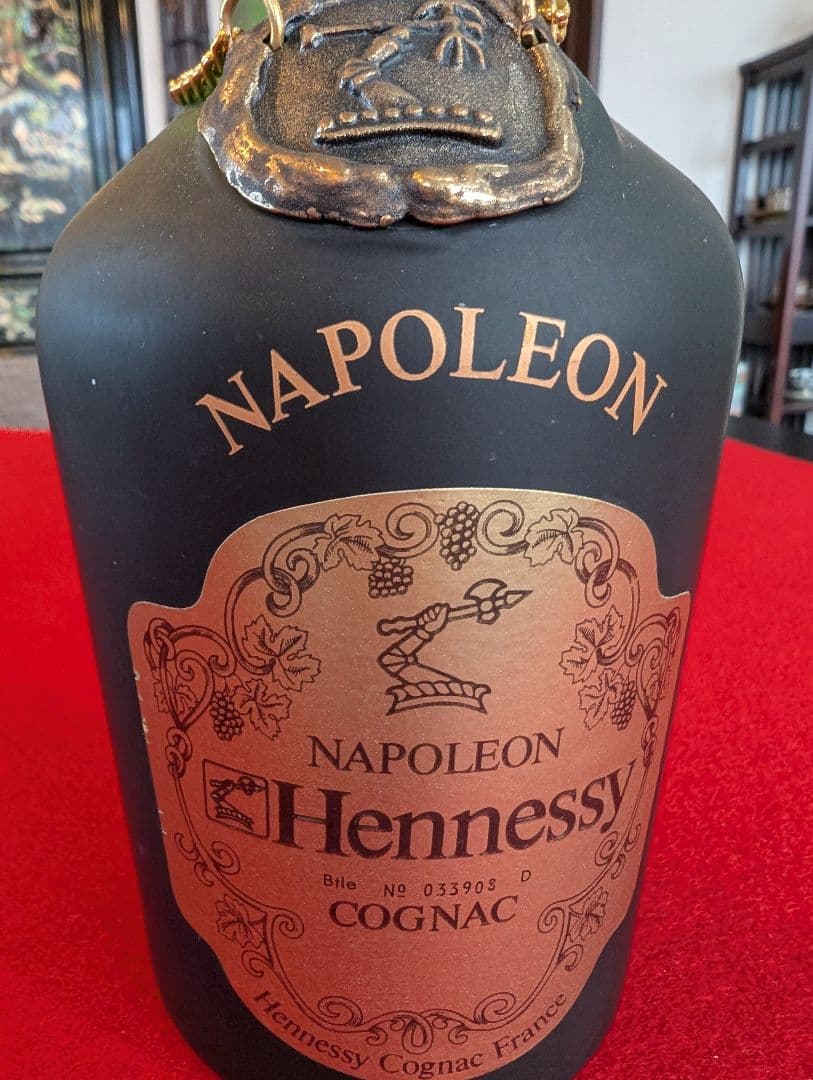 NAPOLEON
NAPOLEON
Hennessy
Btle Nº 033908 D
COGNAC
Hennessy Cognac France